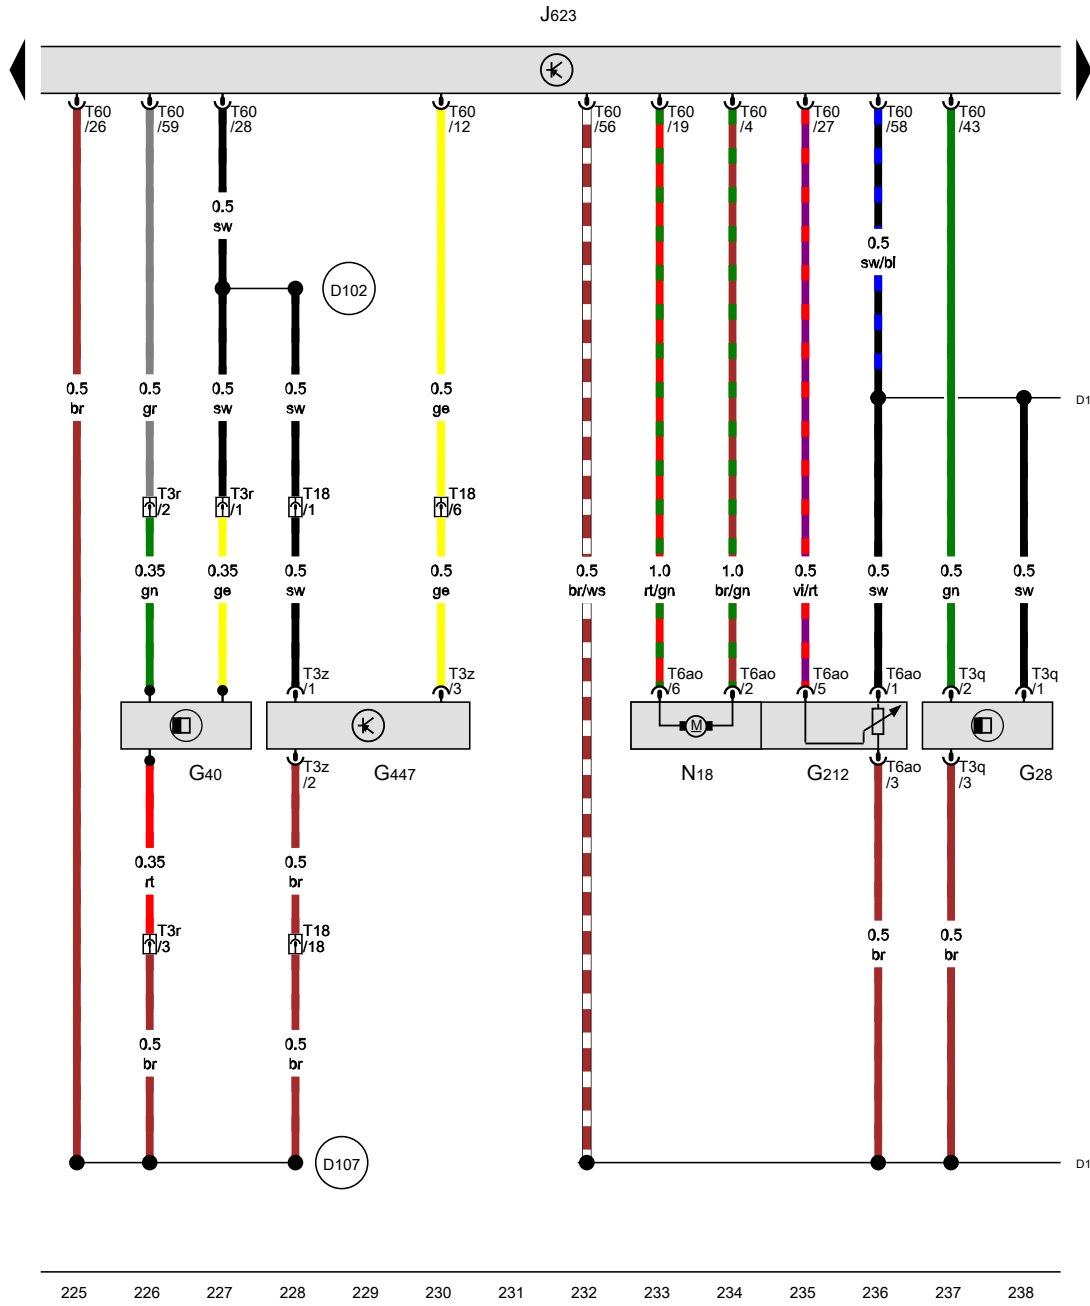 J623
T60 T60 T60 T60 T60 T60 T60 T60 T60 T60
/26 /59 /28 /12 /56 /19 /4 /27 /58 /43
0.5
sw
0.5
sw/bl
D102
0.5 0.5 0.5 0.5 0.5
br gr sw sw ge
D1
T3r T3r T18 T18
/2 /1 /1 /6
0.35 0.35 0.5 0.5 0.5 1.0 1.0 0.5 0.5 0.5 0.5
gn ge sw ge br/ws rt/gn br/gn vi/rt sw gn sw
T3z T3z T6ao T6ao T6ao T6ao T3q T3q
/1 /3 /6 /2 /5 /1 /2 /1
M
G40 T3z G447 N18 G212 T6ao T3q G28
/2 /3 /3
0.35 0.5
rt br
T3r T18 0.5 0.5
/3 /18 br br
0.5 0.5
br br
D107 D1
225 226 227 228 229 230 231 232 233 234 235 236 237 238